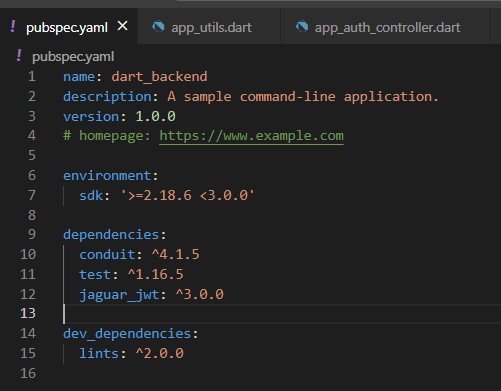 ! pubspec.yaml × app_utils.dart app_auth_controller.dart
! pubspec.yaml
1 name: dart_backend
2 description: A sample command-line application.
3 version: 1.0.0
4 # homepage: https://www.example.com
5
6 environment:
7   sdk: '>=2.18.6 <3.0.0'
8
9 dependencies:
10   conduit: ^4.1.5
11   test: ^1.16.5
12   jaguar_jwt: ^3.0.0
13
14 dev_dependencies:
15   lints: ^2.0.0
16